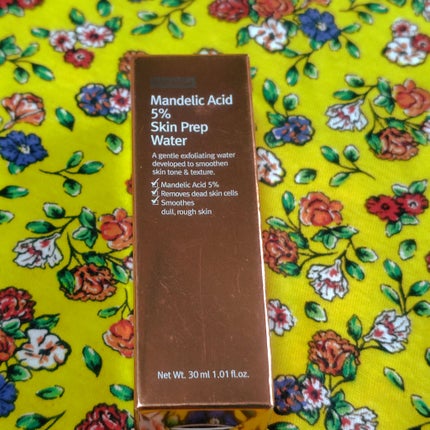 Mandelic Acid
5%
Skin Prep
Water
A gentle exfoliating water
developed to smoothen
skin tone & texture.
Mandelic Acid 5%
Removes dead skin cells
Smoothes
dull, rough skin
Net Wt. 30 ml 1.01 fl.oz.